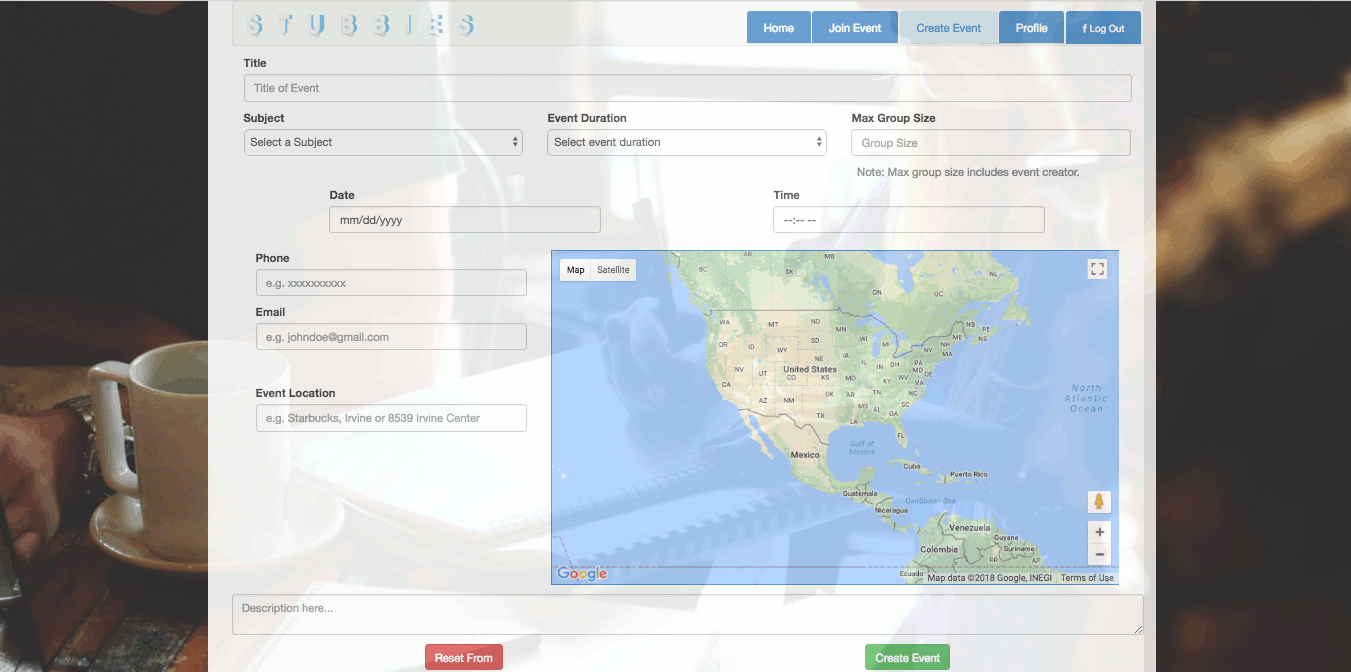 STUBBIES
Home Join Event Create Event Profile f Log Out
Title
Title of Event
Subject Event Duration Max Group Size
Select a Subject Select event duration Group Size
Note: Max group size includes event creator.
Date Time
mm/dd/yyyy --:-- --
Phone
e.g. xxxxxxxxxx
Email
e.g. johndoe@gmail.com
Event Location
e.g. Starbucks, Irvine or 8539 Irvine Center
Map Satellite
AB MB
BC SK NL
ON QC
WA MT ND MN NB PE
OR ID SD WI MI ME NS
WY NY NH
NE IA MA
NV UT United States IL IN OH PA CT RI
CO KS MO WV MD DE
CA KY VA
OK AR TN NC
AZ NM MS AL SC
TX GA
LA
FL
North
Atlantic
Ocean
Gulf of
Mexico
Mexico
Cuba
Puerto Rico
Guatemala
Caribbean Sea
Nicaragua
Venezuela
Guyana
Colombia Suriname
RR AP
Ecuado
Google Map data ©2018 Google, INEGI Terms of Use
Description here...
Reset From Create Event